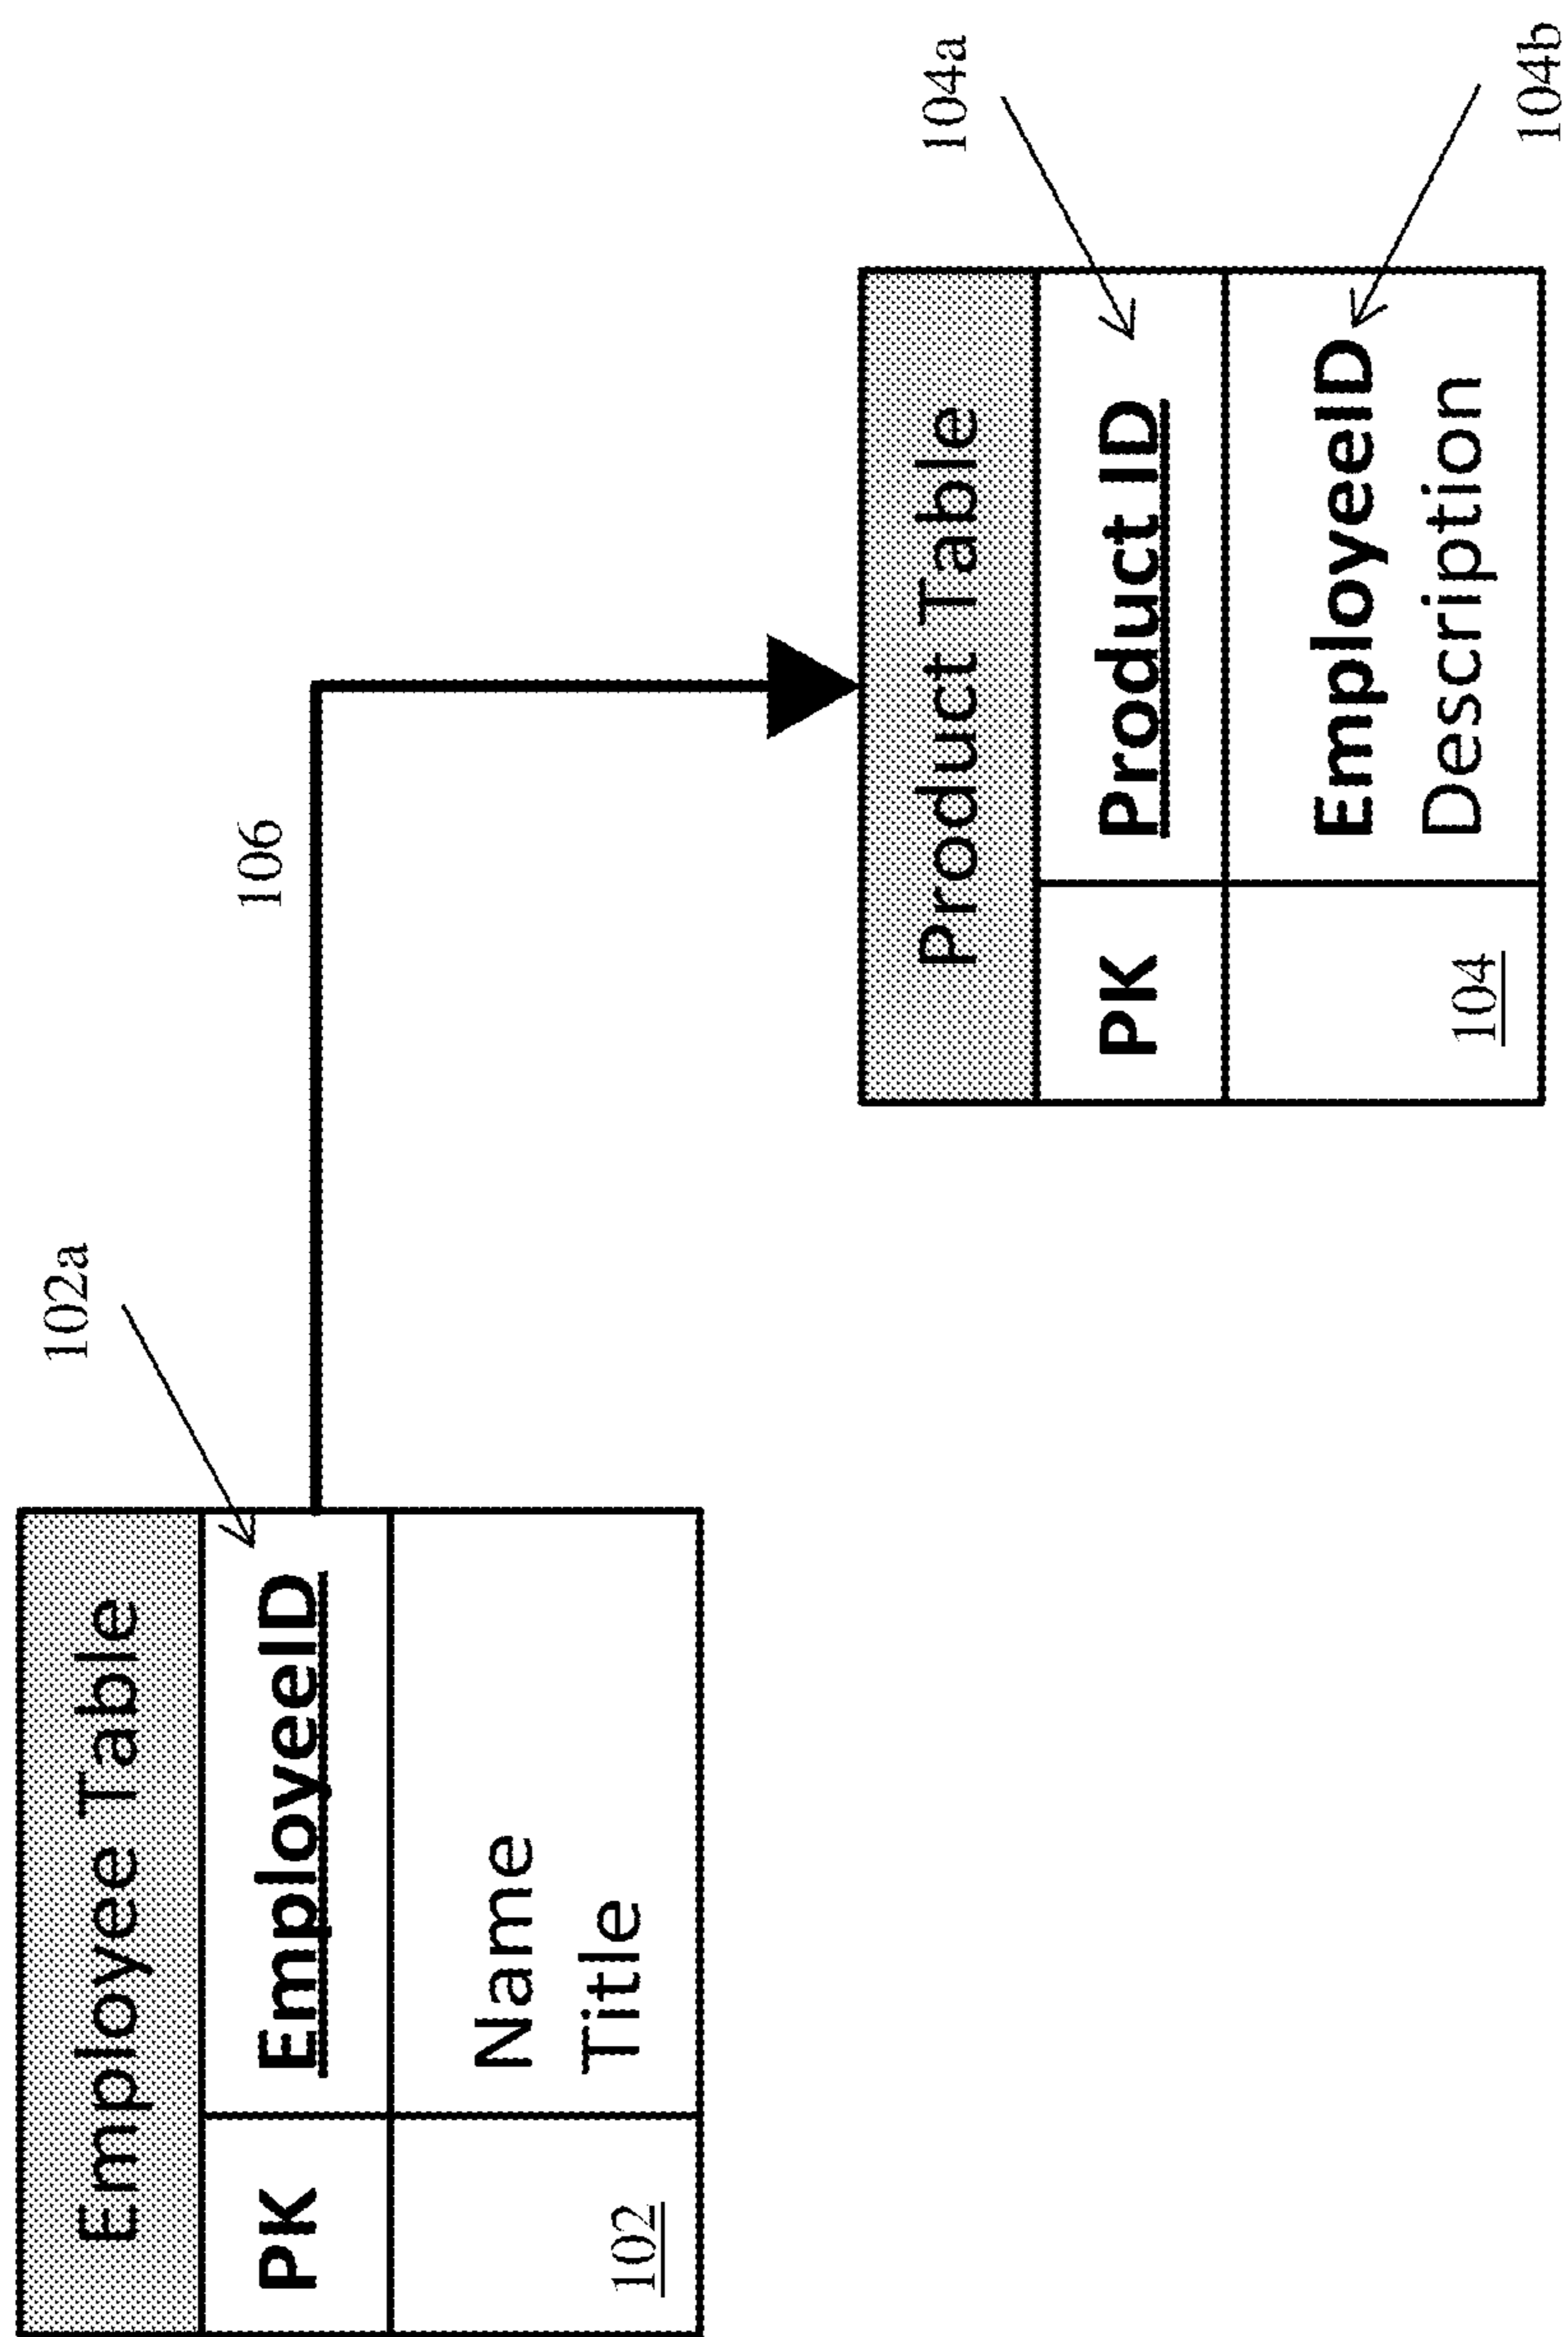 Employee Table
102a
PK
EmployeeID
Name
Title
102
106
Product Table
104a
PK
Product ID
EmployeeID
Description
104
104b